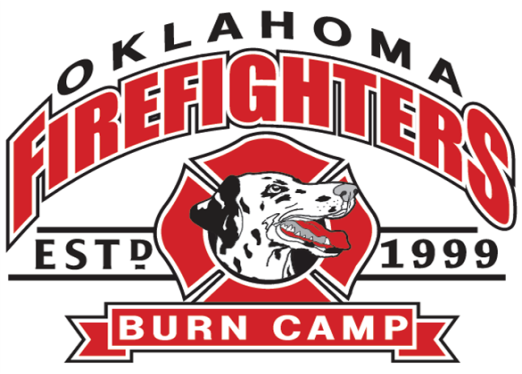 OKLAHOMA
FIREFIGHTERS
ESTD. 1999
BURN CAMP